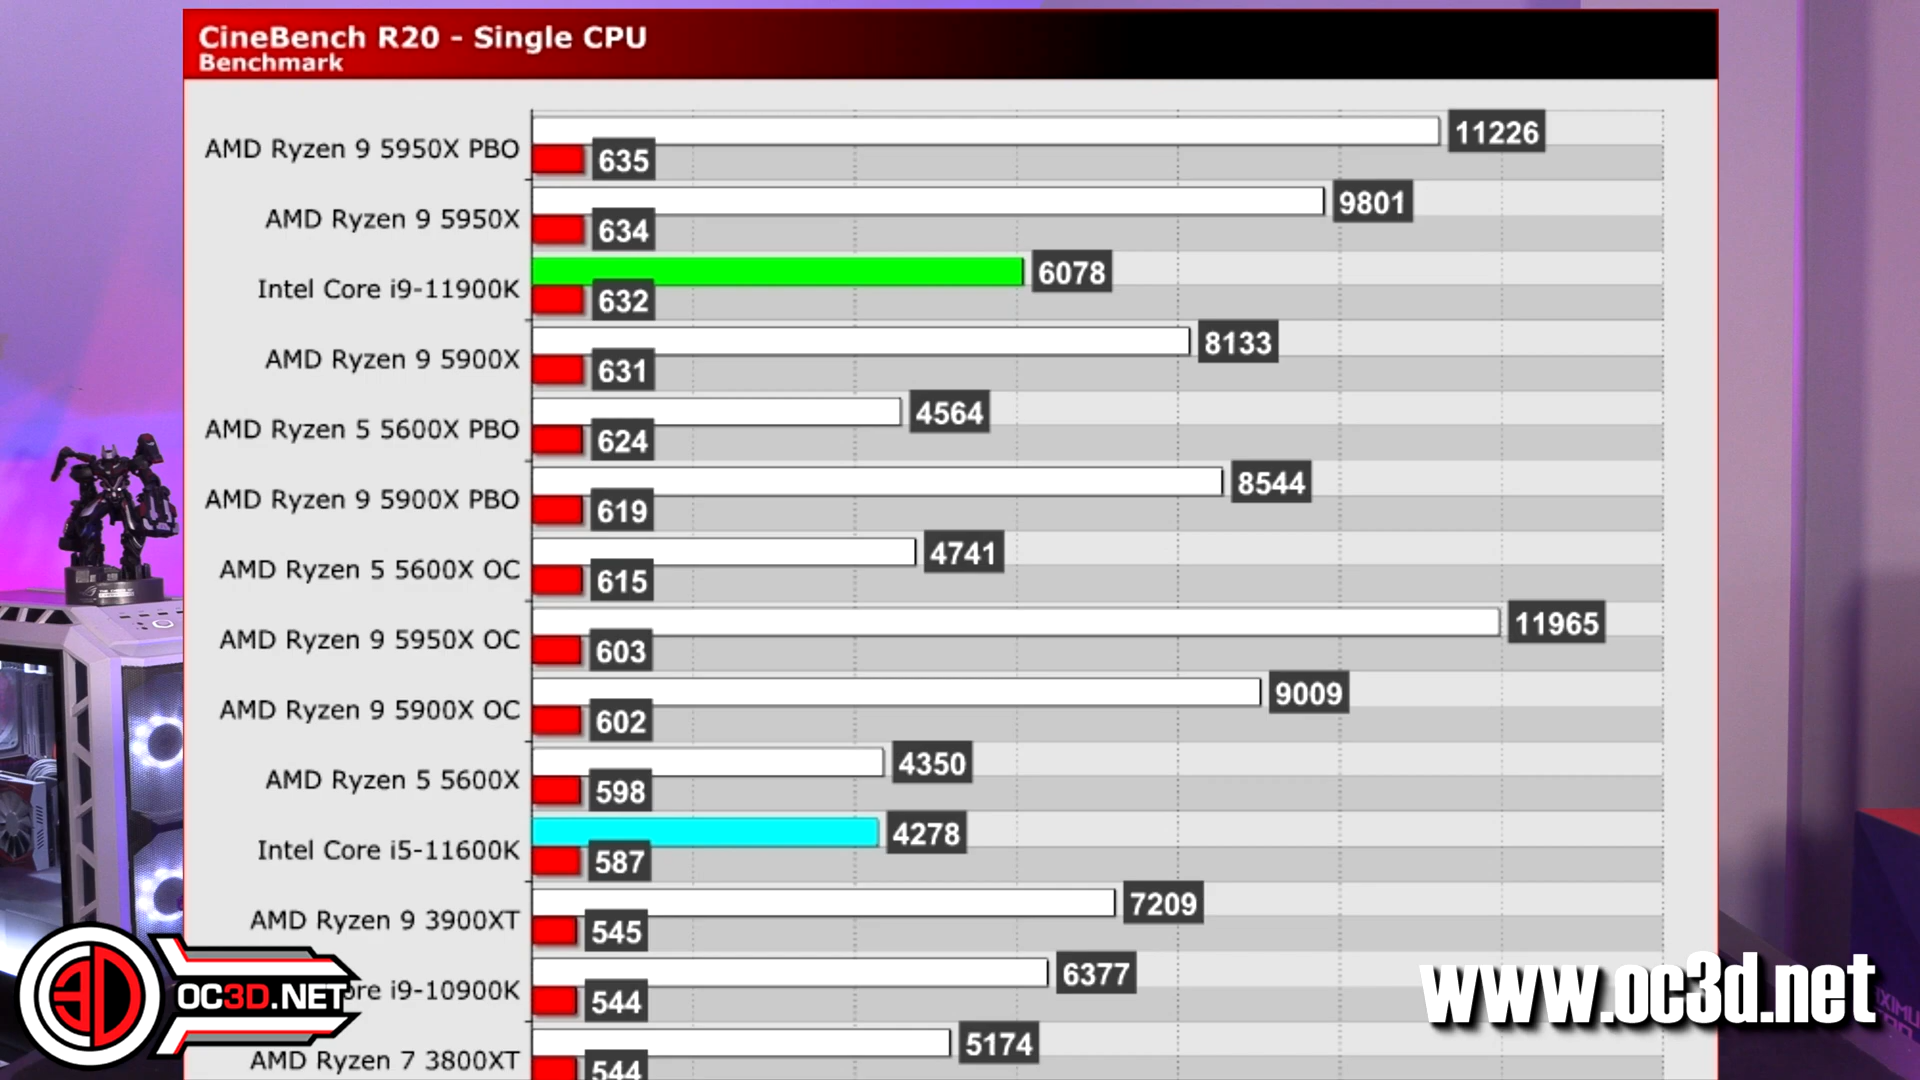 CineBench R20 - Single CPU
Benchmark
AMD Ryzen 9 5950X PBO
11226
635
AMD Ryzen 9 5950X
9801
634
Intel Core i9-11900K
6078
632
AMD Ryzen 9 5900X
8133
631
AMD Ryzen 5 5600X PBO
4564
624
AMD Ryzen 9 5900X PBO
8544
619
AMD Ryzen 5 5600X OC
4741
615
AMD Ryzen 9 5950X OC
11965
603
AMD Ryzen 9 5900X OC
9009
602
AMD Ryzen 5 5600X
4350
598
Intel Core i5-11600K
4278
587
AMD Ryzen 9 3900XT
7209
545
ore i9-10900K
6377
544
AMD Ryzen 7 3800XT
5174
544
3D OC3D.NET
www.oc3d.net